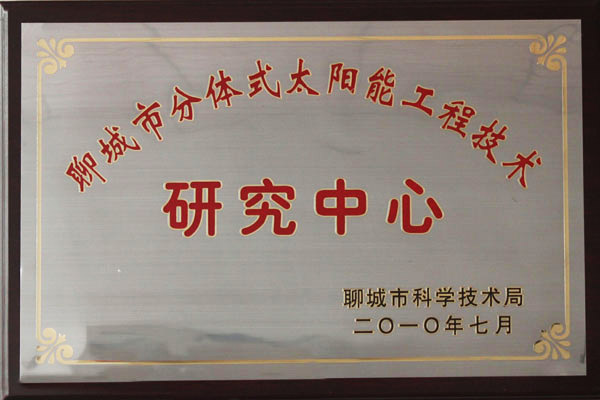 聊城市分体式太阳能工程技术
研究中心
聊城市科学技术局
二〇一〇年七月